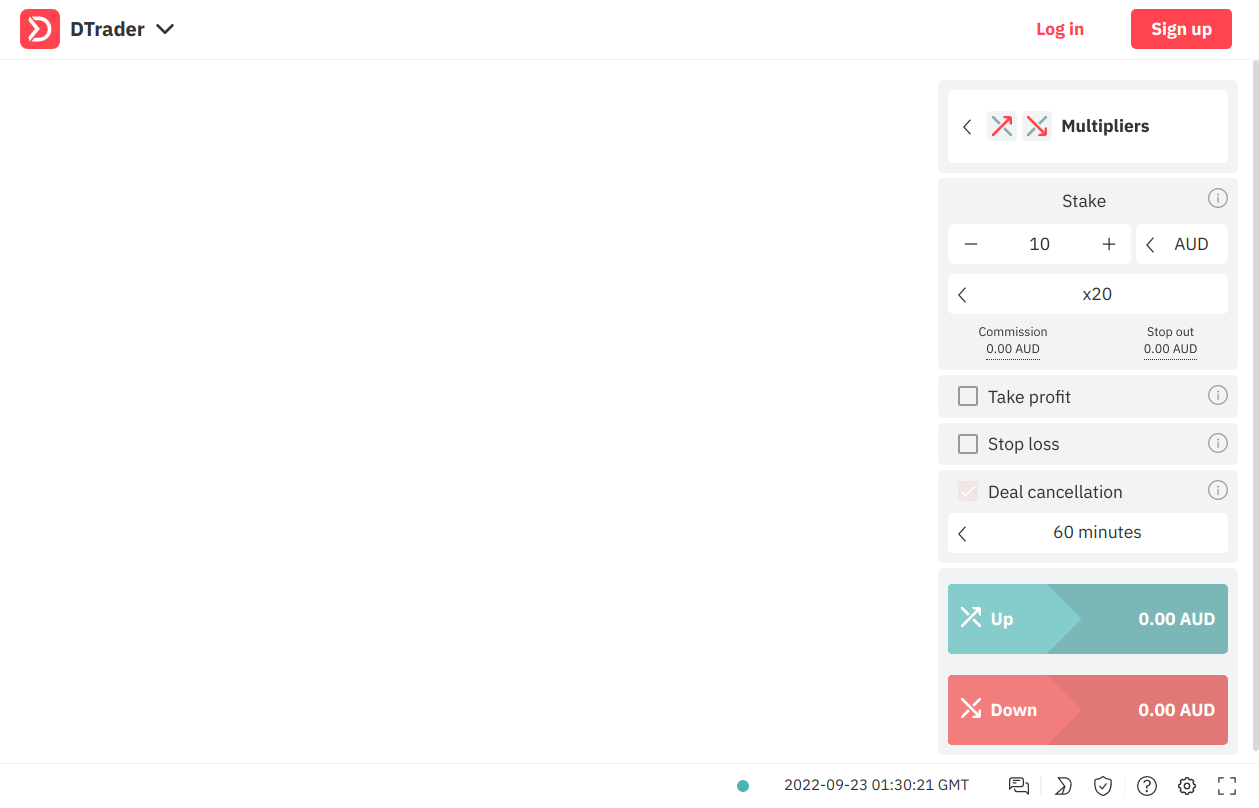 DTrader
Log in
Sign up
Multipliers
Stake
10
AUD
x20
Commission
0.00 AUD
Stop out
0.00 AUD
Take profit
Stop loss
Deal cancellation
60 minutes
Up
0.00 AUD
Down
0.00 AUD
2022-09-23 01:30:21 GMT